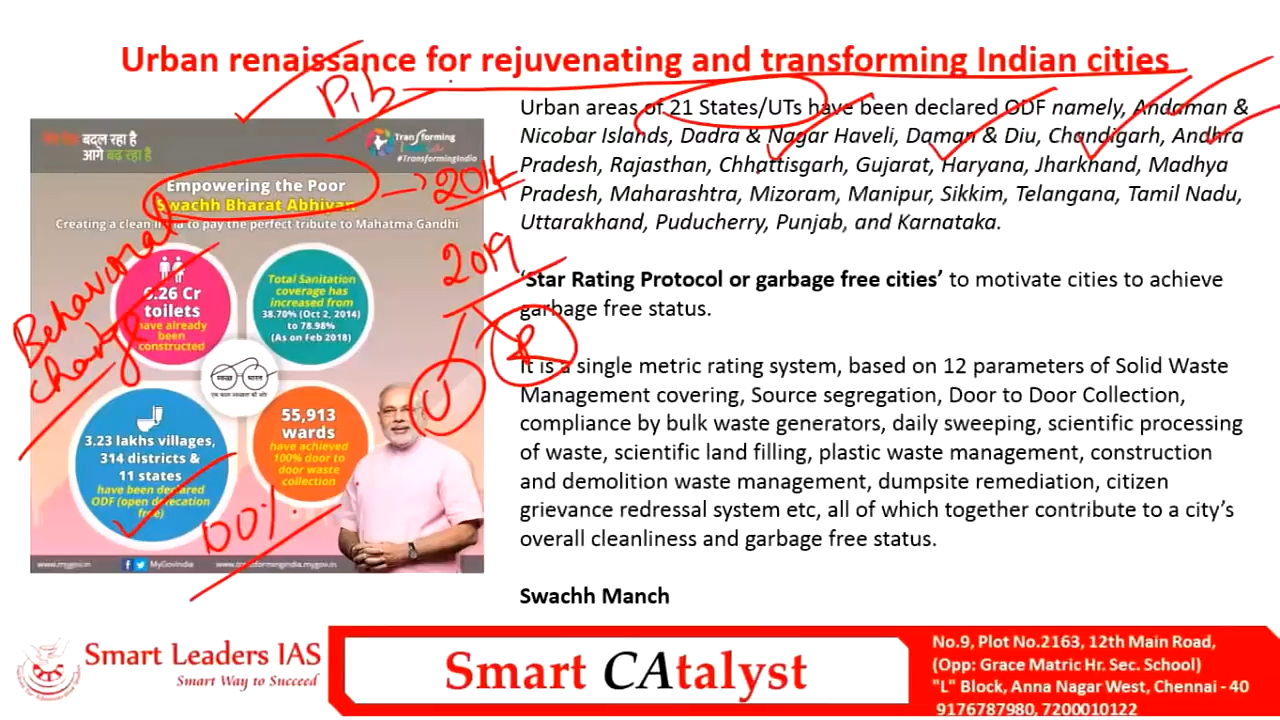 Urban renaissance for rejuvenating and transforming Indian cities
Pib
Urban areas of 21 States/UTs have been declared ODF namely, Andaman &
Nicobar Islands, Dadra & Nagar Haveli, Daman & Diu, Chandigarh, Andhra
Pradesh, Rajasthan, Chhattisgarh, Gujarat, Haryana, Jharkhand, Madhya
Pradesh, Maharashtra, Mizoram, Manipur, Sikkim, Telangana, Tamil Nadu,
Uttarakhand, Puducherry, Punjab, and Karnataka.
'Star Rating Protocol or garbage free cities' to motivate cities to achieve
garbage free status.
It is a single metric rating system, based on 12 parameters of Solid Waste
Management covering, Source segregation, Door to Door Collection,
compliance by bulk waste generators, daily sweeping, scientific processing
of waste, scientific land filling, plastic waste management, construction
and demolition waste management, dumpsite remediation, citizen
grievance redressal system etc, all of which together contribute to a city's
overall cleanliness and garbage free status.
Swachh Manch
बदल रहा है
आगे बढ़ रहा है
Transforming
#TransformingIndia
Empowering the Poor
Swachh Bharat Abhiyan
Creating a clean India to pay the perfect tribute to Mahatma Gandhi
2014
2019
U
R
Behavioral
change
6.26 Cr
toilets
have already
been
constructed
Total Sanitation
coverage has
increased from
38.70% (Oct 2, 2014)
to 78.98%
(As on Feb 2018)
स्वच्छ भारत
एक कदम स्वच्छता की ओर
3.23 lakhs villages,
314 districts &
11 states
have been declared
ODF (open defecation
free)
55,913
wards
have achieved
100% door to
door waste
collection
100%
www.mygov.in
MyGovIndia
www.transformingindia.mygov.in
Smart Leaders IAS
Smart Way to Succeed
Smart CAtalyst
No.9, Plot No.2163, 12th Main Road,
(Opp: Grace Matric Hr. Sec. School)
"L" Block, Anna Nagar West, Chennai - 40
9176787980, 7200010122